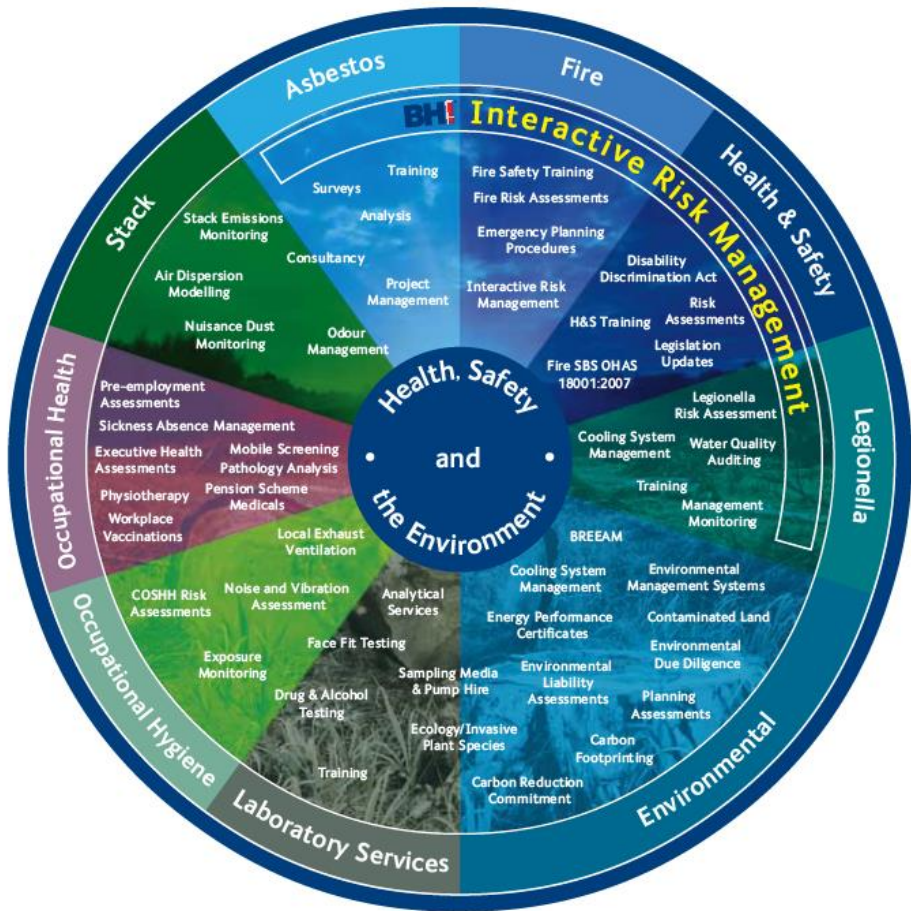 Asbestos
Fire
Health & Safety
Legionella
Environmental
Laboratory Services
Occupational Hygiene
Occupational Health
Stack
BHI Interactive Risk Management
Training
Surveys
Analysis
Consultancy
Project
Management
Fire Safety Training
Fire Risk Assessments
Emergency Planning
Procedures
Interactive Risk
Management
Disability
Discrimination Act
Risk
Assessments
H&S Training
Legislation
Updates
Fire SBS OHAS
18001:2007
Legionella
Risk Assessment
Cooling System
Management
Water Quality
Auditing
Training
Management
Monitoring
BREEAM
Cooling System
Management
Environmental
Management Systems
Energy Performance
Certificates
Contaminated Land
Environmental
Due Diligence
Environmental
Liability
Assessments
Planning
Assessments
Carbon
Footprinting
Carbon Reduction
Commitment
Analytical
Services
Face Fit Testing
Sampling Media
& Pump Hire
Drug & Alcohol
Testing
Ecology/Invasive
Plant Species
Training
Local Exhaust
Ventilation
COSHH Risk
Assessments
Noise and Vibration
Assessment
Exposure
Monitoring
Pre-employment
Assessments
Sickness Absence Management
Executive Health
Assessments
Mobile Screening
Pathology Analysis
Physiotherapy
Pension Scheme
Medicals
Workplace
Vaccinations
Stack Emissions
Monitoring
Air Dispersion
Modelling
Nuisance Dust
Monitoring
Odour
Management
Health, Safety
and
the Environment